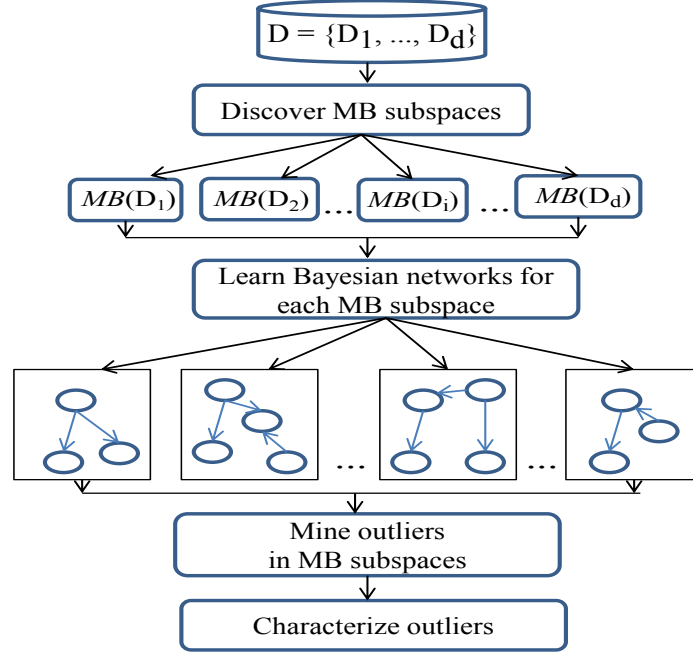 D = {D1, ..., Dd}
Discover MB subspaces
MB(D1) MB(D2) ... MB(Di) ... MB(Dd)
Learn Bayesian networks for
each MB subspace
... ...
Mine outliers
in MB subspaces
Characterize outliers